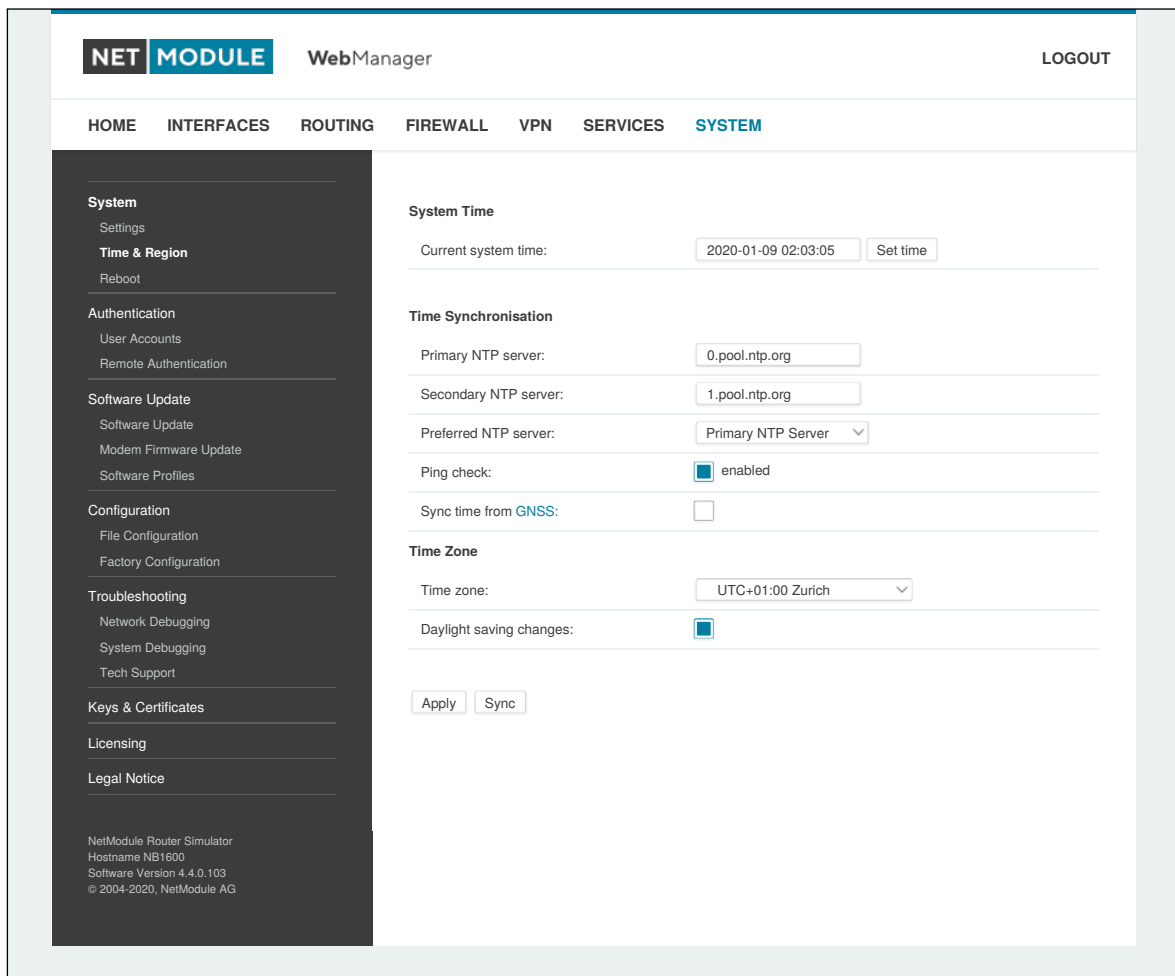 NET MODULE WebManager LOGOUT
HOME INTERFACES ROUTING FIREWALL VPN SERVICES SYSTEM
System
Settings
Time & Region
Reboot
Authentication
User Accounts
Remote Authentication
Software Update
Software Update
Modem Firmware Update
Software Profiles
Configuration
File Configuration
Factory Configuration
Troubleshooting
Network Debugging
System Debugging
Tech Support
Keys & Certificates
Licensing
Legal Notice
NetModule Router Simulator
Hostname NB1600
Software Version 4.4.0.103
© 2004-2020, NetModule AG
System Time
Current system time: 2020-01-09 02:03:05 Set time
Time Synchronisation
Primary NTP server: 0.pool.ntp.org
Secondary NTP server: 1.pool.ntp.org
Preferred NTP server: Primary NTP Server
Ping check: enabled
Sync time from GNSS:
Time Zone
Time zone: UTC+01:00 Zurich
Daylight saving changes:
Apply Sync